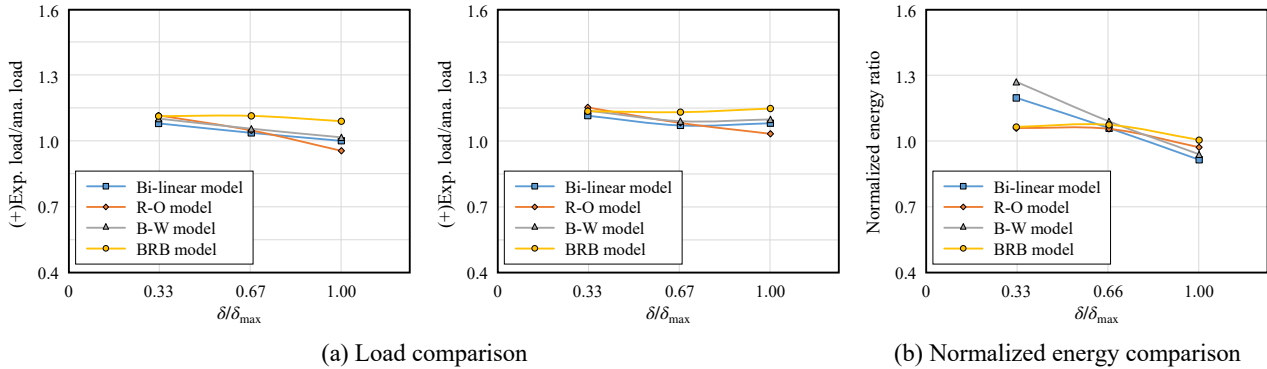 1.6
1.3
1.0
0.7
0.4
(+)Exp. load/ana. load
Bi-linear model
R-O model
B-W model
BRB model
0
0.33
0.67
1.00
δ/δmax
1.6
1.3
1.0
0.7
0.4
(+)Exp. load/ana. load
Bi-linear model
R-O model
B-W model
BRB model
0
0.33
0.67
1.00
δ/δmax
(a) Load comparison
1.6
1.3
1.0
0.7
0.4
Normalized energy ratio
Bi-linear model
R-O model
B-W model
BRB model
0
0.33
0.66
1.00
δ/δmax
(b) Normalized energy comparison